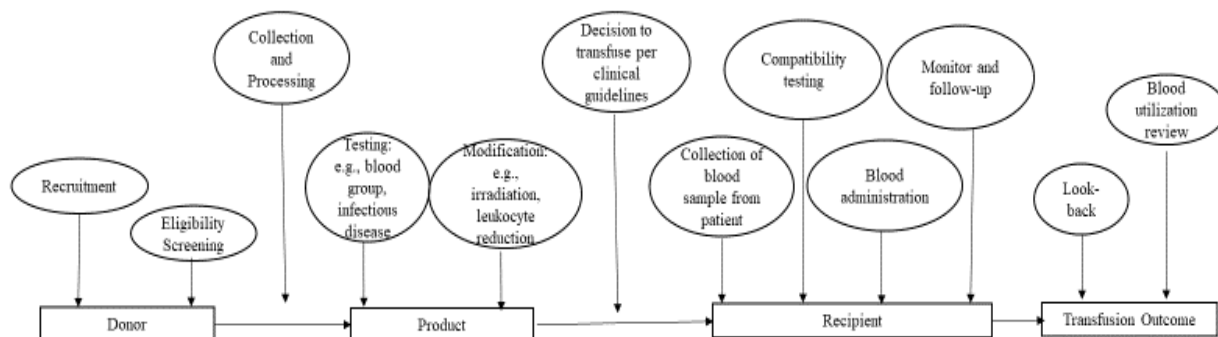 Recruitment
Eligibility
Screening
Collection
and
Processing
Testing:
e.g., blood
group,
infectious
disease
Modification:
e.g.,
irradiation,
leukocyte
reduction
Decision to
transfuse per
clinical
guidelines
Collection of
blood
sample from
patient
Compatibility
testing
Blood
administration
Monitor and
follow-up
Look-
back
Blood
utilization
review
Donor
Product
Recipient
Transfusion Outcome